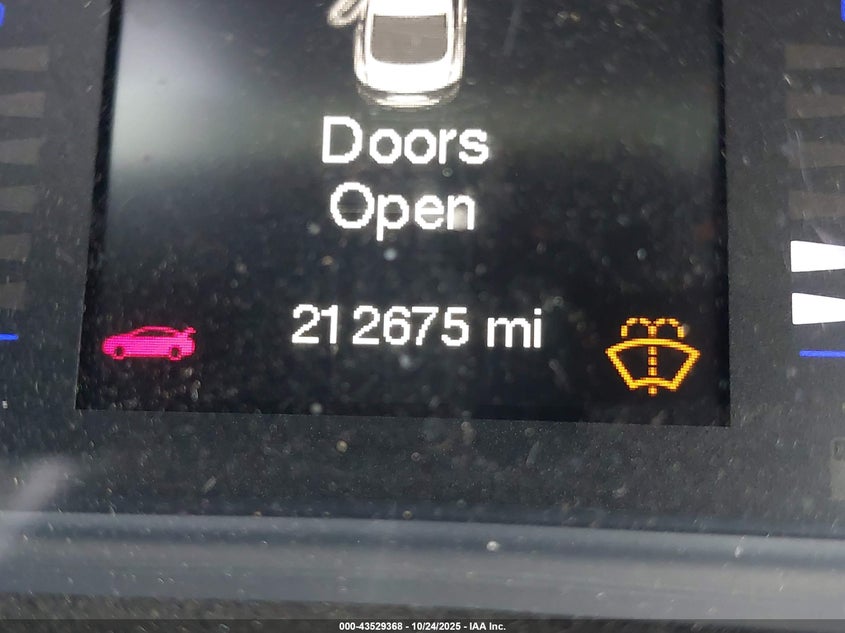 Doors
Open
212675 mi
000-43529368 - 10/24/2025 - IAA Inc.